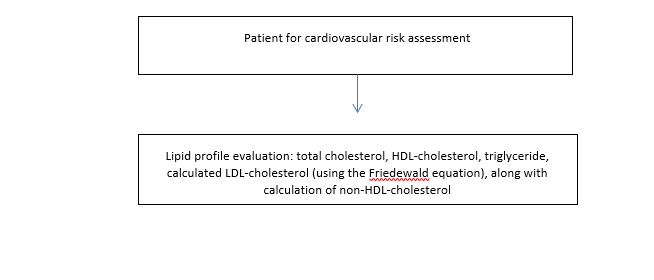 Patient for cardiovascular risk assessment
Lipid profile evaluation: total cholesterol, HDL-cholesterol, triglyceride,
calculated LDL-cholesterol (using the Friedewald equation), along with
calculation of non-HDL-cholesterol